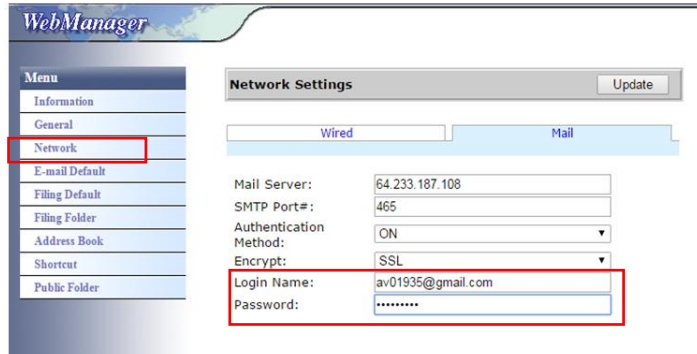 WebManager
Menu
Information
General
Network
E-mail Default
Filing Default
Filing Folder
Address Book
Shortcut
Public Folder
Network Settings
Update
Wired
Mail
Mail Server: 64.233.187.108
SMTP Port#: 465
Authentication
Method: ON
Encrypt: SSL
Login Name: av01935@gmail.com
Password: •••••••••